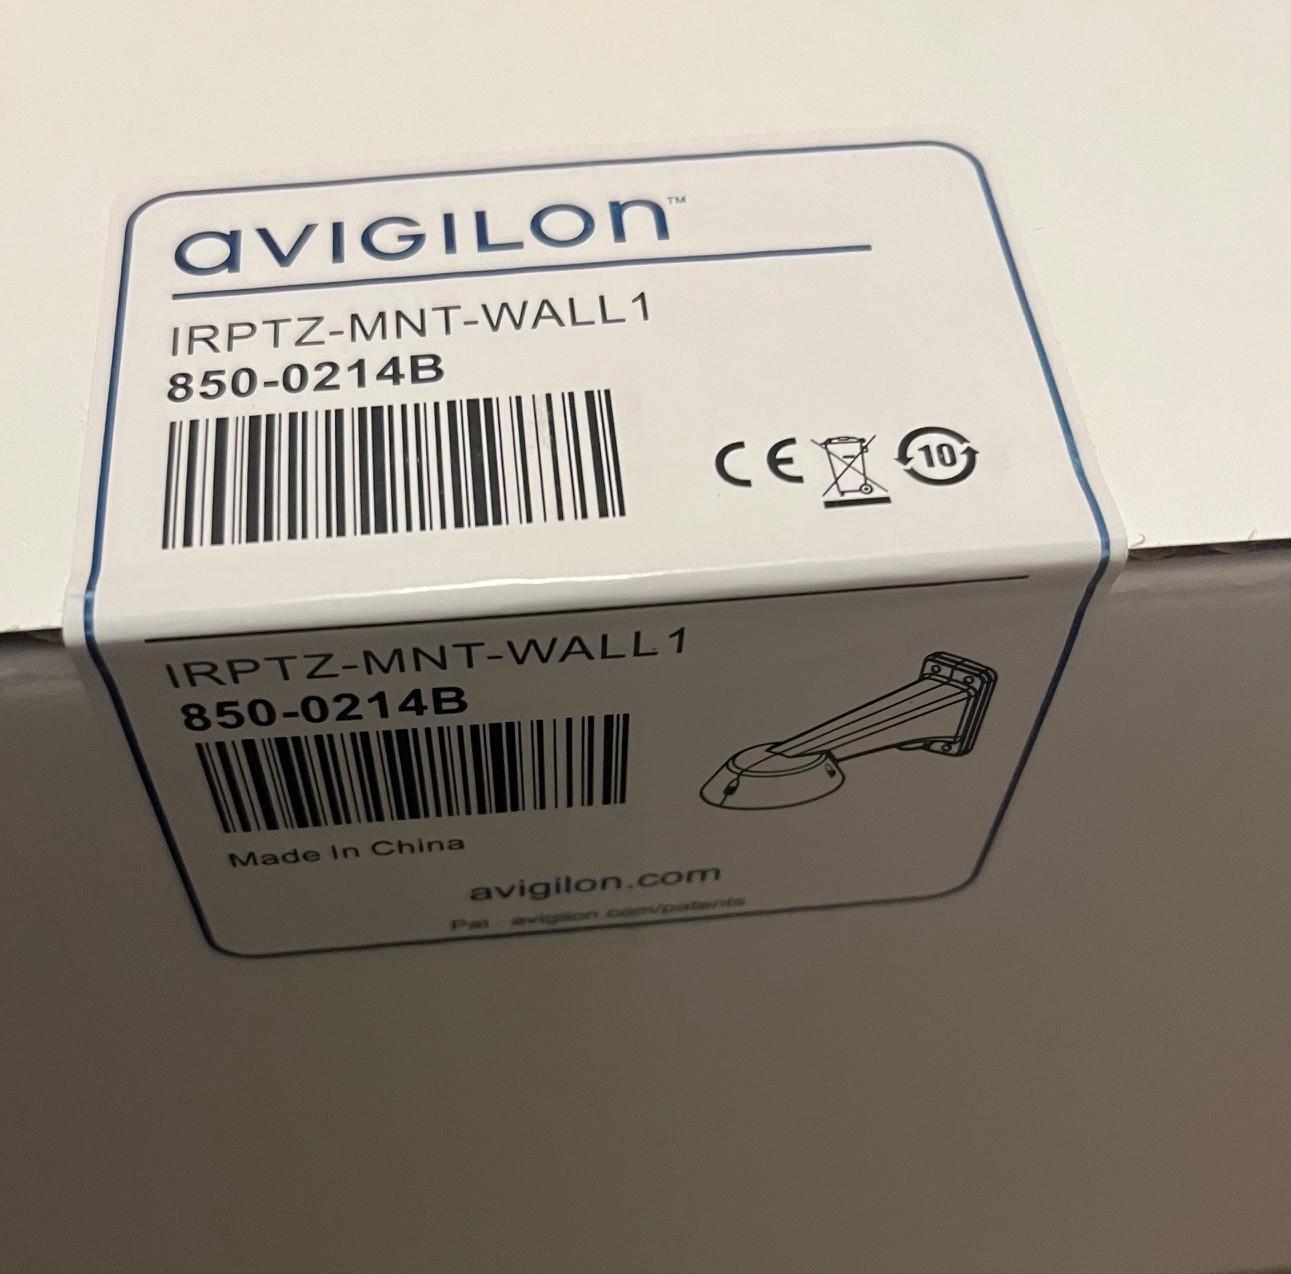 aVIGILon™
IRPTZ-MNT-WALL1
850-0214B
CE
10
IRPTZ-MNT-WALL1
850-0214B
Made In China
avigilon.com
Pat.: avigilon.com/patents